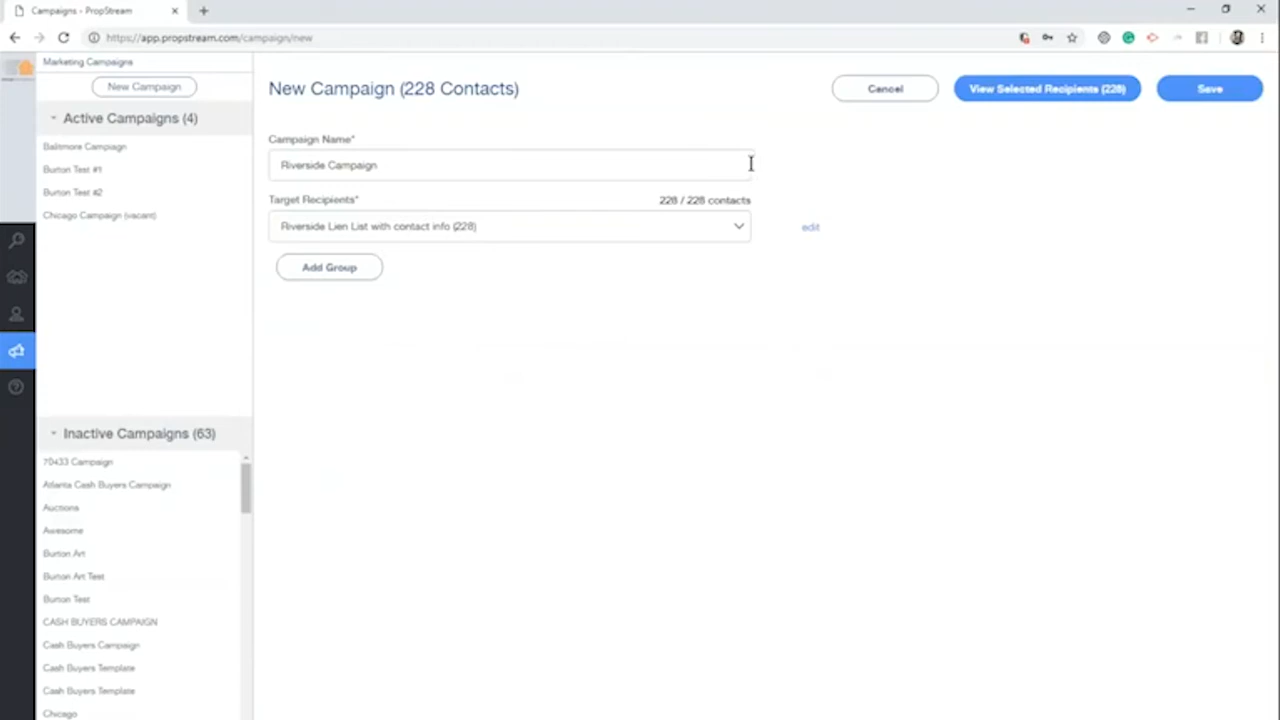 Campaigns - PropStream
https://app.propstream.com/campaign/new
Marketing Campaigns
New Campaign
Active Campaigns (4)
Baltimore Campaign
Burton Test #1
Burton Test #2
Chicago Campaign (vacant)
Inactive Campaigns (63)
70433 Campaign
Atlanta Cash Buyers Campaign
Auctions
Awesome
Burton Art
Burton Art Test
Burton Test
CASH BUYERS CAMPAIGN
Cash Buyers Campaign
Cash Buyers Template
Cash Buyers Template
Chicago
New Campaign (228 Contacts)
Cancel
View Selected Recipients (228)
Save
Campaign Name*
Riverside Campaign
Target Recipients*
228 / 228 contacts
Riverside Lien List with contact info (228)
edit
Add Group